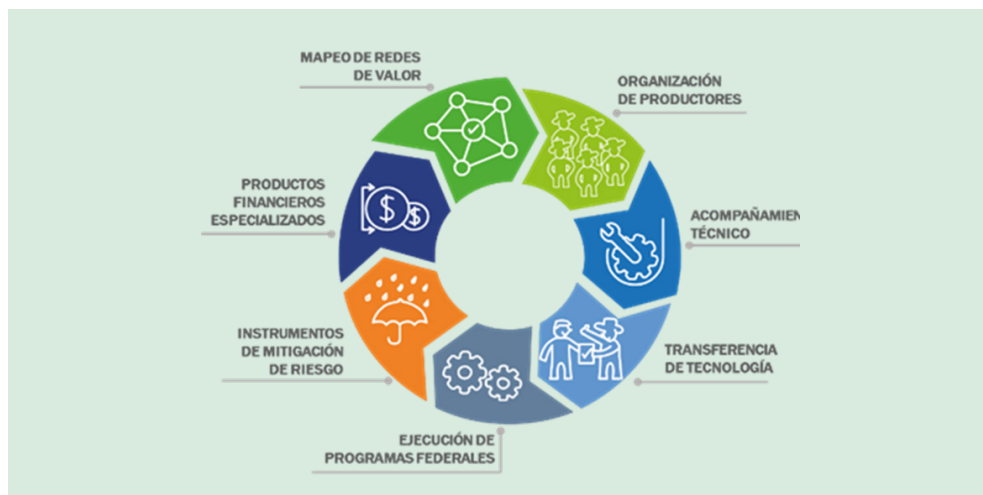 MAPEO DE REDES
DE VALOR
ORGANIZACIÓN
DE PRODUCTORES
ACOMPAÑAMIEN
TÉCNICO
TRANSFERENCIA
DE TECNOLOGÍA
EJECUCIÓN DE
PROGRAMAS FEDERALES
INSTRUMENTOS
DE MITIGACIÓN
DE RIESGO
PRODUCTOS
FINANCIEROS
ESPECIALIZADOS
$
$